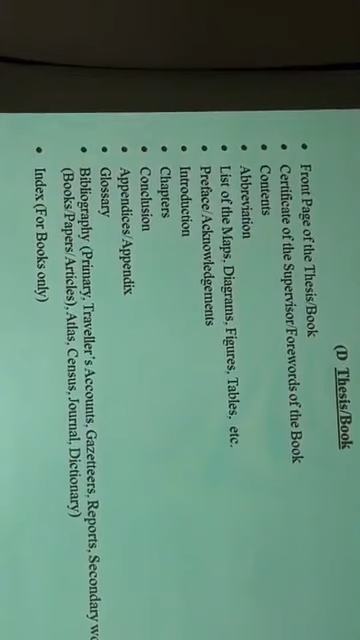 (I) Thesis/Book
• Front Page of the Thesis/Book
• Certificate of the Supervisor/Forewords of the Book
• Contents
• Abbreviation
• List of the Maps, Diagrams, Figures, Tables, etc.
• Preface/Acknowledgements
• Introduction
• Chapters
• Conclusion
• Appendices/Appendix
• Glossary
• Bibliography (Primary, Traveller's Accounts, Gazetteers, Reports, Secondary
(Books/Papers/Articles), Atlas, Census, Journal, Dictionary)
• Index (For Books only)